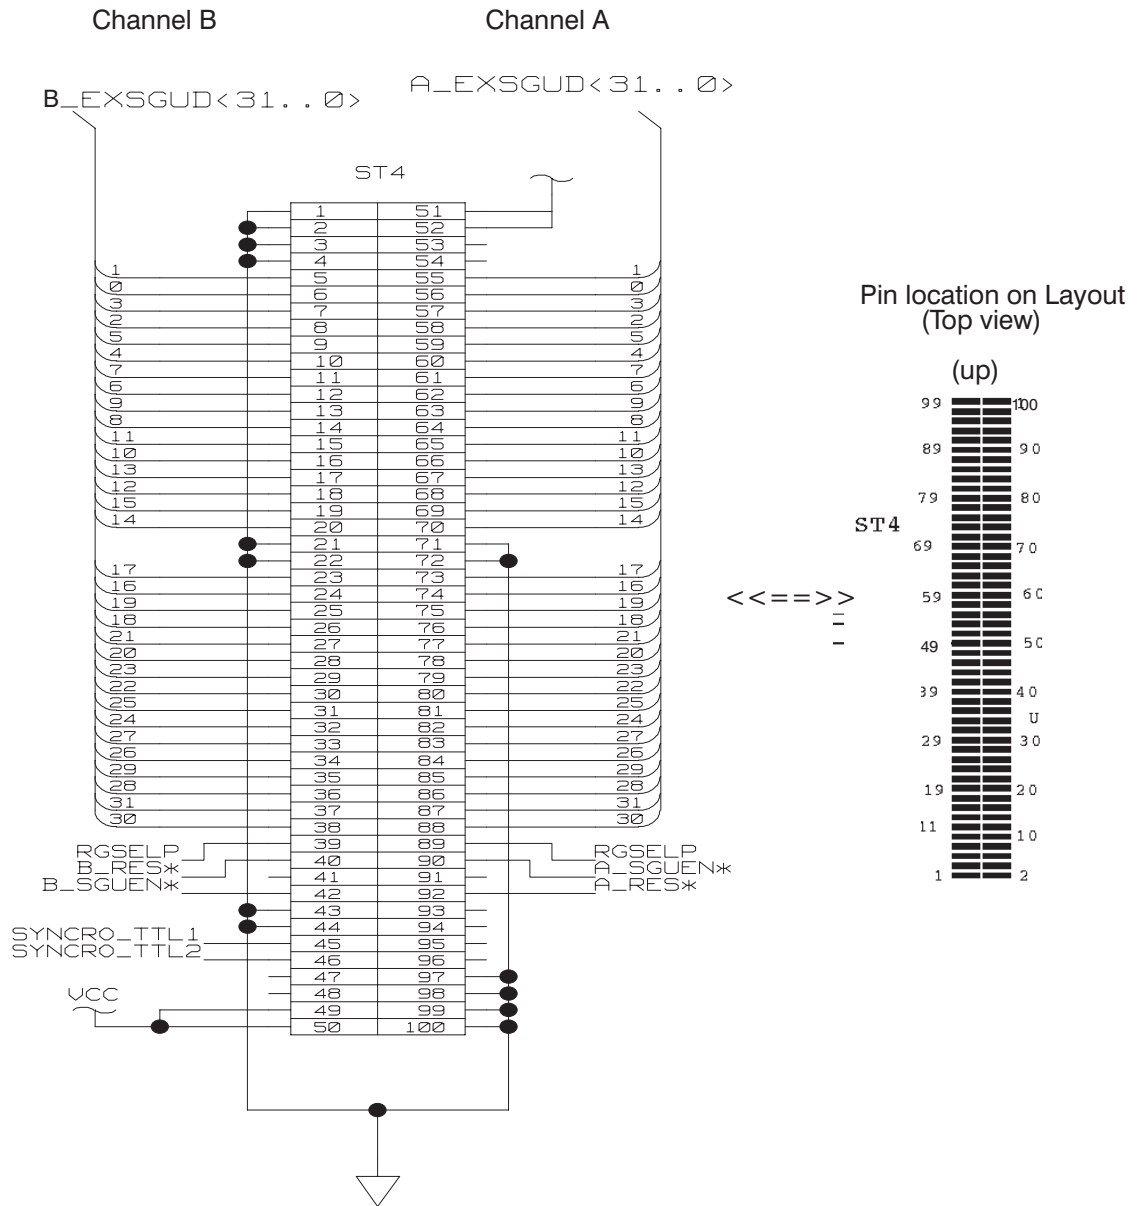 Channel B Channel A
B_EXSGUD<31..0> A_EXSGUD<31..0>
ST4
1 51
2 52
3 53
4 54
1 5 55 1
0 6 56 0
3 7 57 3
2 8 58 2
5 9 59 5
4 10 60 4
7 11 61 7
6 12 62 6
9 13 63 9
8 14 64 8
11 15 65 11
10 16 66 10
13 17 67 13
12 18 68 12
15 19 69 15
14 20 70 14
21 71
22 72
17 23 73 17
16 24 74 16
19 25 75 19
18 26 76 18
21 27 77 21
20 28 78 20
23 29 79 23
22 30 80 22
25 31 81 25
24 32 82 24
27 33 83 27
26 34 84 26
29 35 85 29
28 36 86 28
31 37 87 31
30 38 88 30
RGSELP 39 89 RGSELP
B_RES* 40 90 A_SGUEN*
B_SGUEN* 41 91 A_RES*
42 92
43 93
44 94
SYNCRO_TTL1 45 95
SYNCRO_TTL2 46 96
47 97
VCC 48 98
49 99
50 100
<<==>>
Pin location on Layout
(Top view)
(up)
99 100
89 90
79 80
ST4
69 70
59 60
49 50
39 40
U
29 30
19 20
11 10
1 2